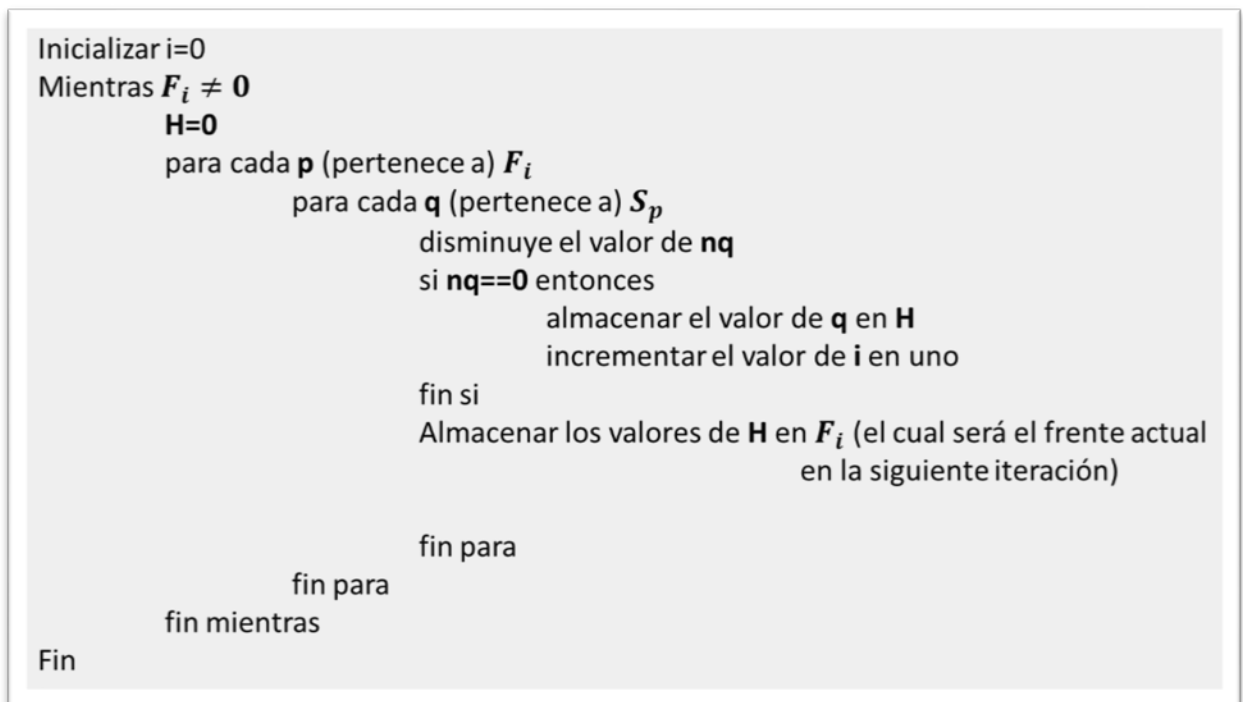 Inicializar i=0
Mientras 𝑭𝒊 ≠ 𝟎
H=0
para cada p (pertenece a) 𝑭𝒊
para cada q (pertenece a) 𝑺𝒑
disminuye el valor de nq
si nq==0 entonces
almacenar el valor de q en H
incrementar el valor de i en uno
fin si
Almacenar los valores de H en 𝑭𝒊 (el cual será el frente actual
en la siguiente iteración)
fin para
fin para
fin mientras
Fin